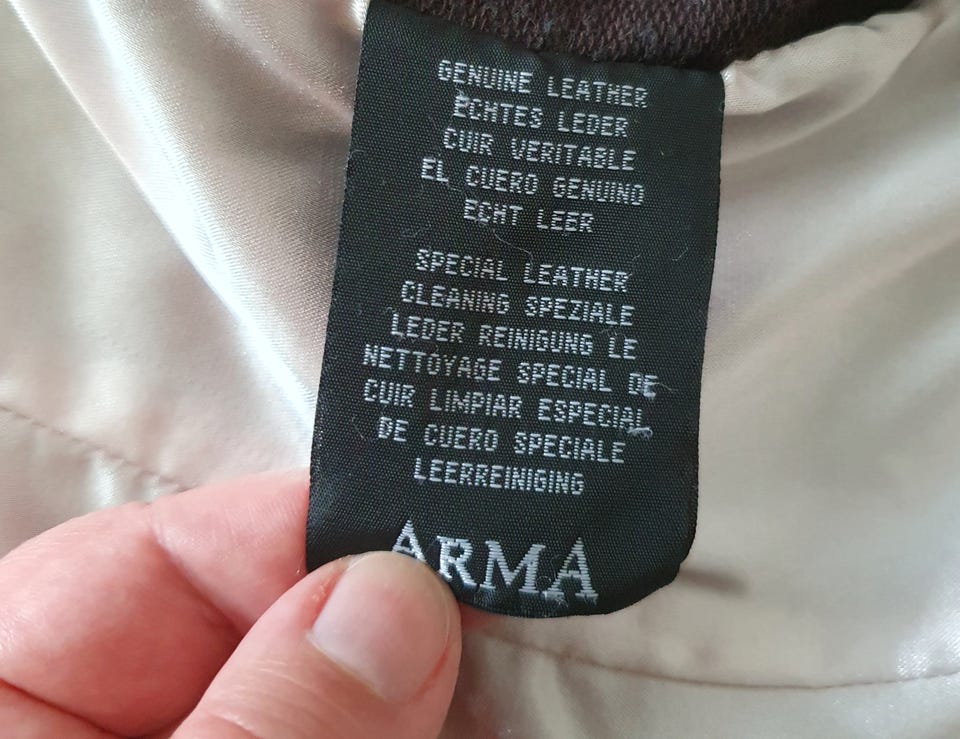 GENUINE LEATHER
ECHTES LEDER
CUIR VERITABLE
EL CUERO GENUINO
ECHT LEER
SPECIAL LEATHER
CLEANING SPEZIALE
LEDER REINIGUNG LE
NETTOYAGE SPECIAL DE
CUIR LIMPIAR ESPECIAL
DE CUERO SPECIALE
LEERREINIGING
ARMA